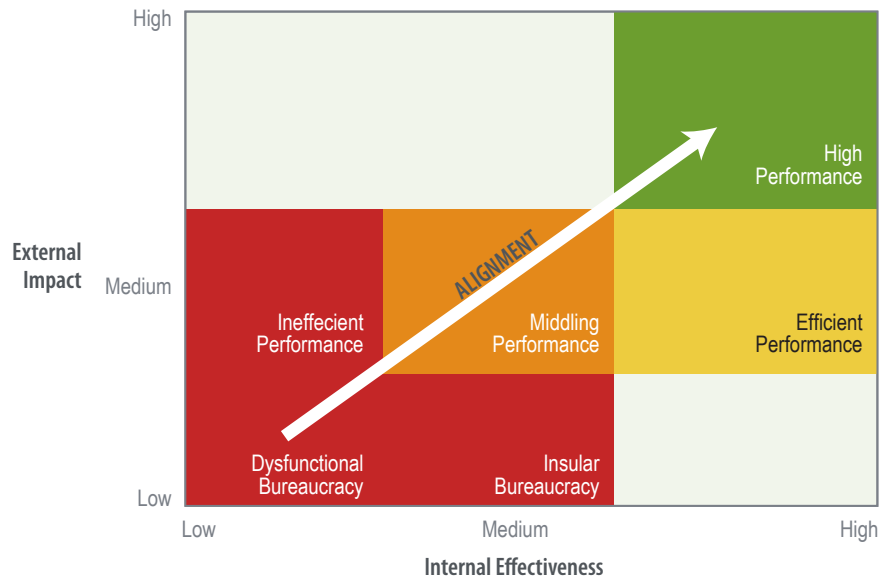 High
High
Performance
External
Impact
Medium
ALIGNMENT
Ineffecient
Performance
Middling
Performance
Efficient
Performance
Dysfunctional
Bureaucracy
Insular
Bureaucracy
Low
Low
Medium
High
Internal Effectiveness